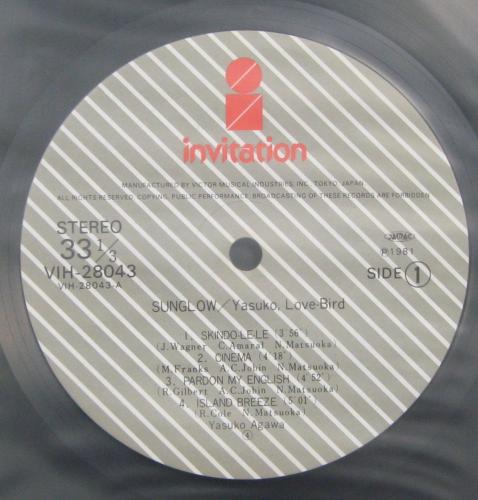 invitation
MANUFACTURED BY VICTOR MUSICAL INDUSTRIES, INC., TOKYO, JAPAN
ALL RIGHTS RESERVED, COPYING, PUBLIC PERFORMANCE, BROADCASTING OF THESE RECORDS ARE FORBIDDEN
STEREO
33 1/3
VIH-28043
VIH-28043-A
P 1981
SIDE 1
SUNGLOW/Yasuko, Love-Bird
1. SKINDO-LE-LE (3'56")
(J.Wagner C.Amaral N.Matsuoka)
2. CINEMA (4'18")
(M.Franks A.C.Jobin N.Matsuoka)
3. PARDON MY ENGLISH (4'52")
(R.Gilbert A.C.Jobin N.Matsuoka)
4. ISLAND BREEZE (5'01")
(R.Cole N.Matsuoka)
Yasuko Agawa
4